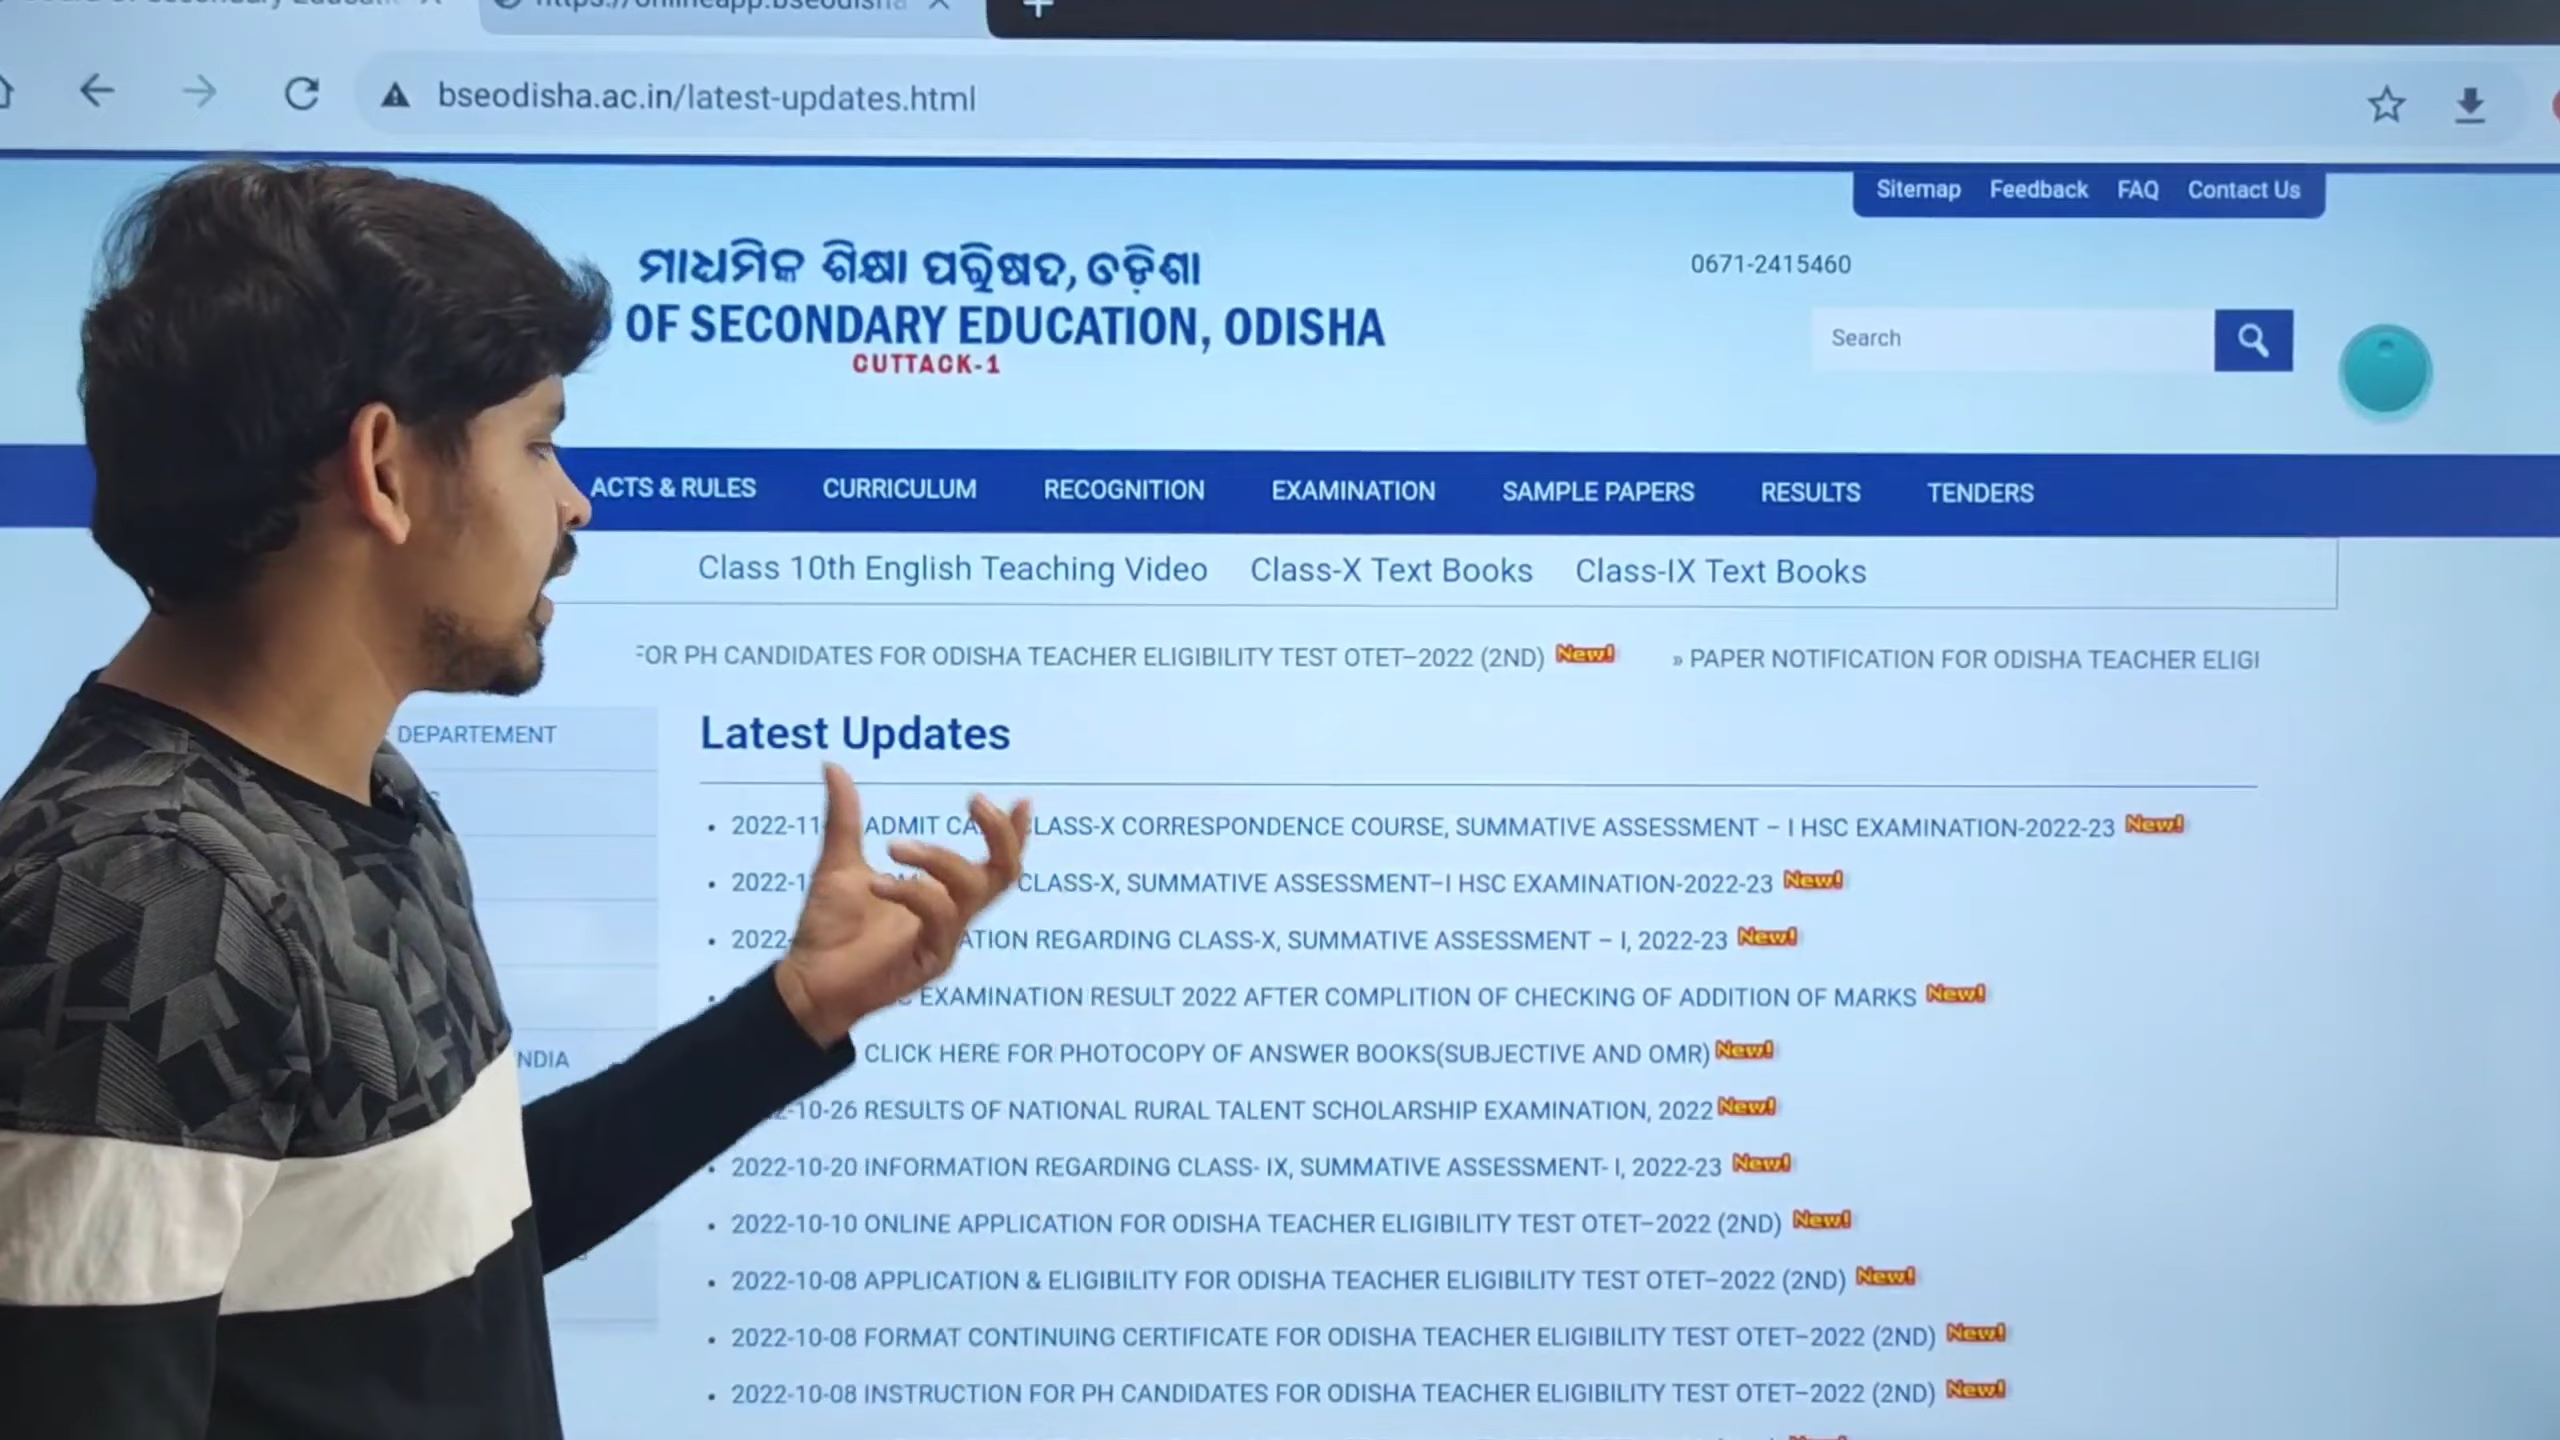 bseodisha.ac.in/latest-updates.html
Sitemap Feedback FAQ Contact Us
ମାଧ୍ୟମିକ ଶିକ୍ଷା ପରିଷଦ, ଓଡ଼ିଶା
0671-2415460
OF SECONDARY EDUCATION, ODISHA
CUTTACK-1
Search
ACTS & RULES CURRICULUM RECOGNITION EXAMINATION SAMPLE PAPERS RESULTS TENDERS
Class 10th English Teaching Video Class-X Text Books Class-IX Text Books
FOR PH CANDIDATES FOR ODISHA TEACHER ELIGIBILITY TEST OTET–2022 (2ND) New! » PAPER NOTIFICATION FOR ODISHA TEACHER ELIGI
DEPARTEMENT
Latest Updates
• 2022-11 ADMIT CLASS-X CORRESPONDENCE COURSE, SUMMATIVE ASSESSMENT – I HSC EXAMINATION-2022-23 New!
• 2022-1 CLASS-X, SUMMATIVE ASSESSMENT–I HSC EXAMINATION-2022-23 New!
• 2022- ATION REGARDING CLASS-X, SUMMATIVE ASSESSMENT – I, 2022-23 New!
• EXAMINATION RESULT 2022 AFTER COMPLITION OF CHECKING OF ADDITION OF MARKS New!
NDIA
CLICK HERE FOR PHOTOCOPY OF ANSWER BOOKS(SUBJECTIVE AND OMR) New!
-10-26 RESULTS OF NATIONAL RURAL TALENT SCHOLARSHIP EXAMINATION, 2022 New!
• 2022-10-20 INFORMATION REGARDING CLASS- IX, SUMMATIVE ASSESSMENT- I, 2022-23 New!
• 2022-10-10 ONLINE APPLICATION FOR ODISHA TEACHER ELIGIBILITY TEST OTET–2022 (2ND) New!
• 2022-10-08 APPLICATION & ELIGIBILITY FOR ODISHA TEACHER ELIGIBILITY TEST OTET–2022 (2ND) New!
• 2022-10-08 FORMAT CONTINUING CERTIFICATE FOR ODISHA TEACHER ELIGIBILITY TEST OTET–2022 (2ND) New!
• 2022-10-08 INSTRUCTION FOR PH CANDIDATES FOR ODISHA TEACHER ELIGIBILITY TEST OTET–2022 (2ND) New!